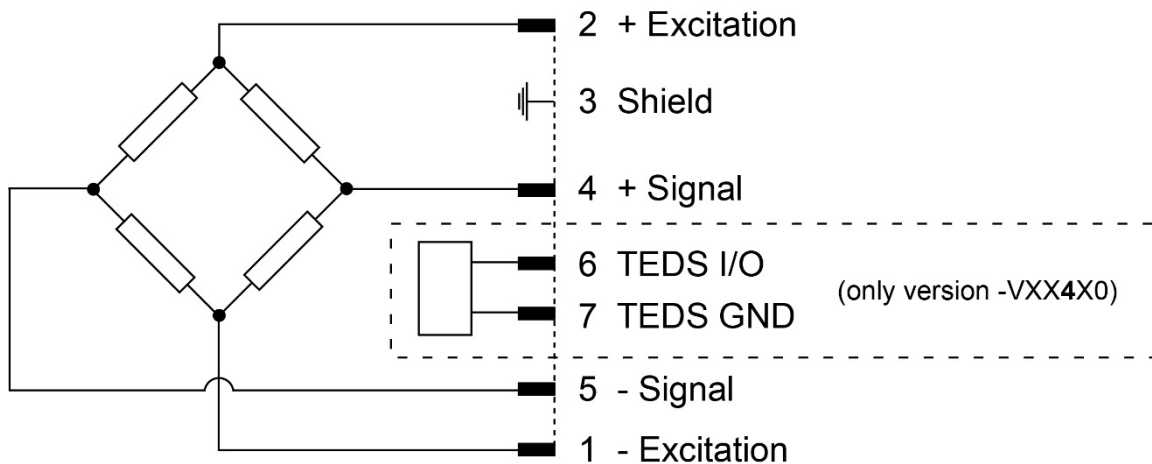 2 + Excitation
3 Shield
4 + Signal
6 TEDS I/O
(only version -VXX4X0)
7 TEDS GND
5 - Signal
1 - Excitation